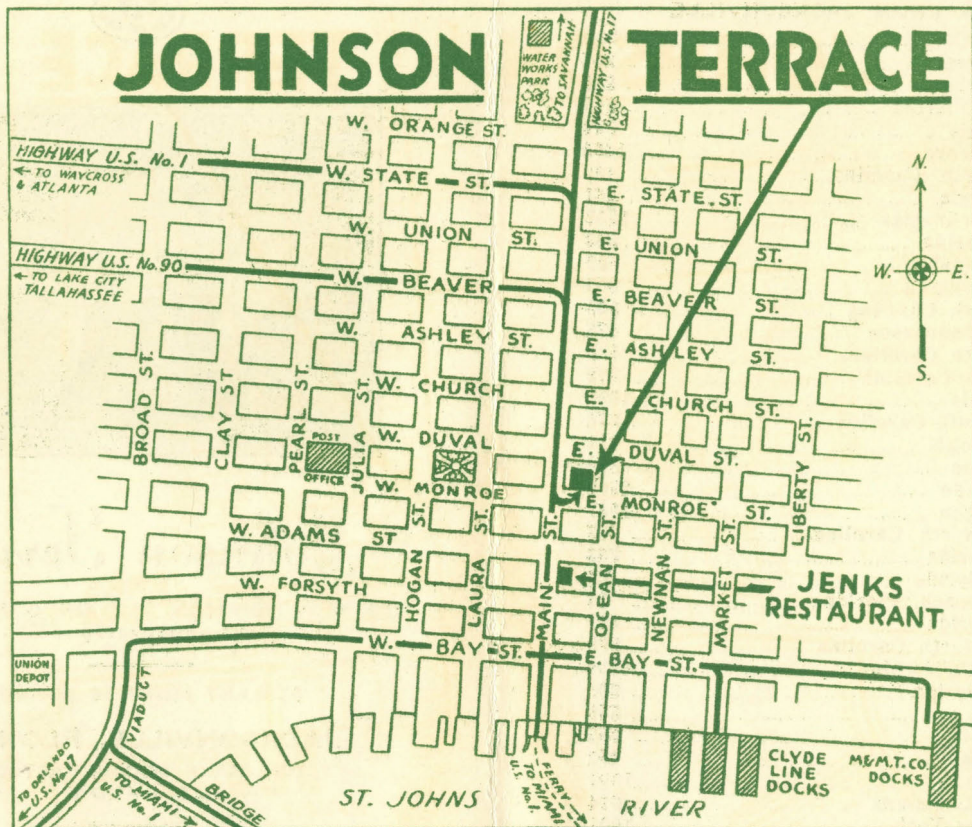 JOHNSON TERRACE
WATER
WORKS
PARK
TO SAVANNAH
HIGHWAY U.S. No. 17
W. ORANGE ST.
HIGHWAY U.S. No. 1
← TO WAYCROSS
& ATLANTA
W. STATE ST.
E. STATE ST.
N.
W. UNION ST.
E. UNION ST.
HIGHWAY U.S. No. 90
← TO LAKE CITY
TALLAHASSEE
W. BEAVER
E. BEAVER ST.
W. E.
W. ASHLEY ST.
E. ASHLEY ST.
S.
W. CHURCH
E. CHURCH ST.
BROAD ST.
CLAY ST
PEARL ST.
JULIA ST.
W. DUVAL
E. DUVAL ST.
POST
OFFICE
W. MONROE
E. MONROE ST.
LIBERTY ST.
W. ADAMS ST
W. FORSYTH
HOGAN ST.
LAURA ST.
MAIN ST.
OCEAN ST.
NEWNAN ST.
MARKET ST.
JENKS
RESTAURANT
W. BAY ST.
E. BAY ST.
UNION
DEPOT
VIADUCT
TO ORLANDO
U.S. No. 17
TO MIAMI
U.S. No. 1
BRIDGE
FERRY
TO MIAMI
U.S. No. 1.
ST. JOHNS RIVER
CLYDE
LINE
DOCKS
M.& M.T. CO.
DOCKS